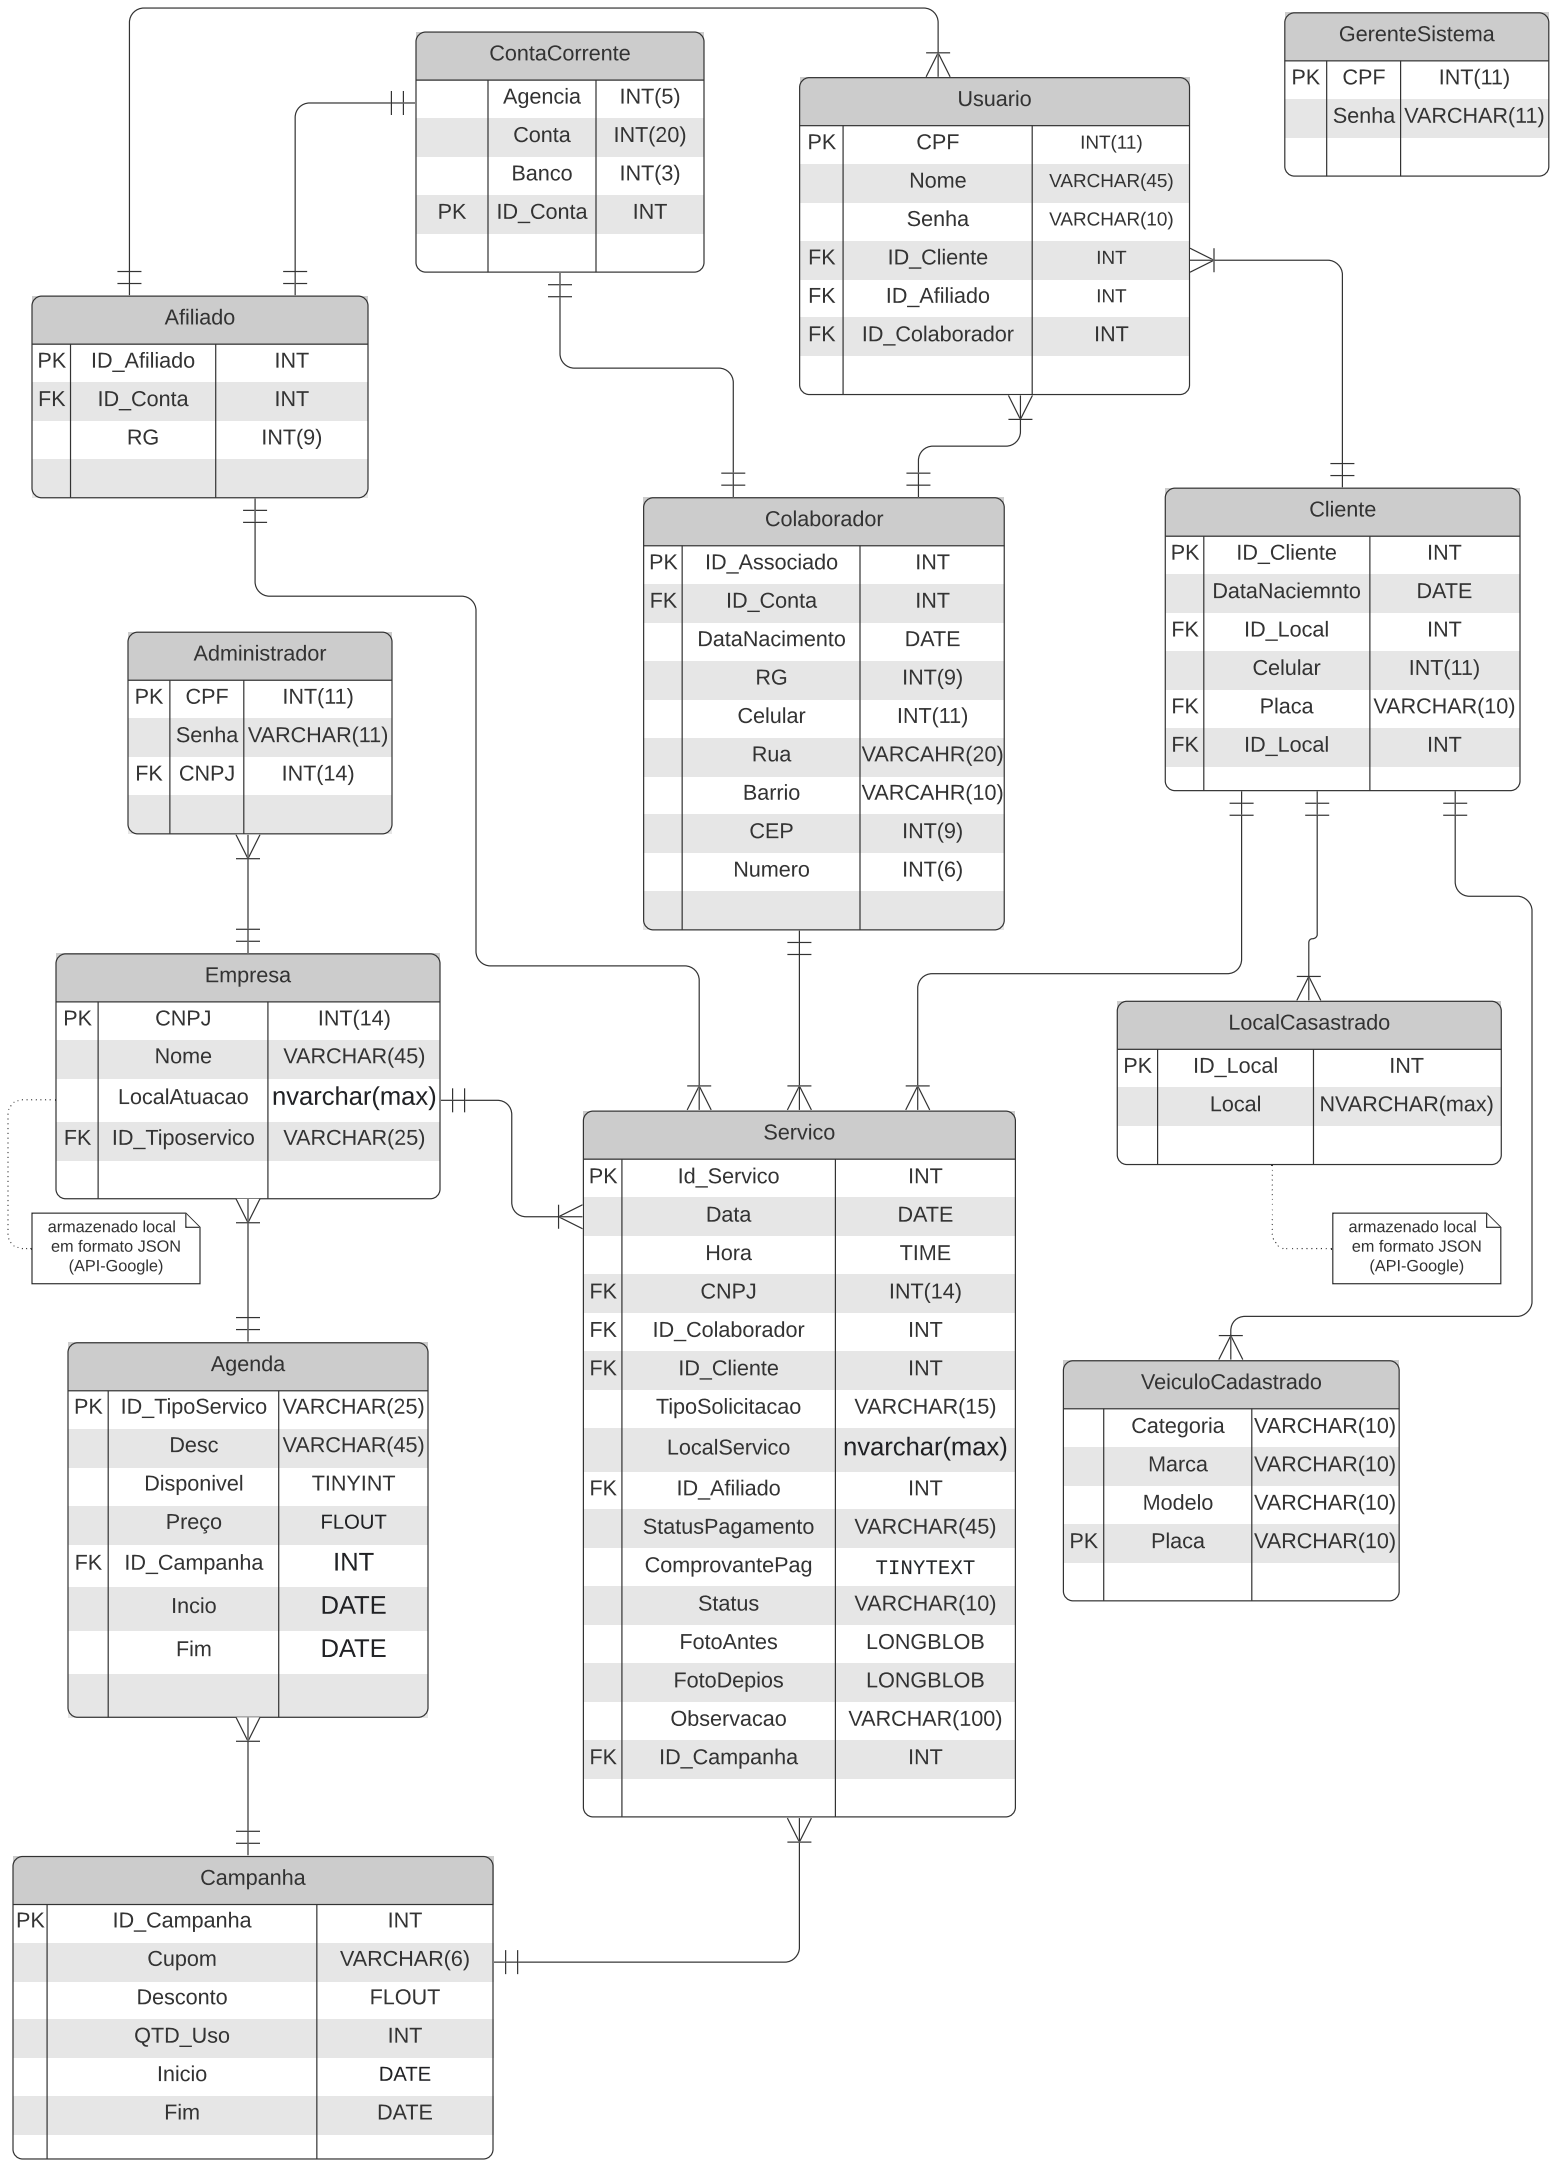 ContaCorrente
Agencia INT(5)
Conta INT(20)
Banco INT(3)
PK ID_Conta INT
Usuario
PK CPF INT(11)
Nome VARCHAR(45)
Senha VARCHAR(10)
FK ID_Cliente INT
FK ID_Afiliado INT
FK ID_Colaborador INT
GerenteSistema
PK CPF INT(11)
Senha VARCHAR(11)
Afiliado
PK ID_Afiliado INT
FK ID_Conta INT
RG INT(9)
Colaborador
PK ID_Associado INT
FK ID_Conta INT
DataNacimento DATE
RG INT(9)
Celular INT(11)
Rua VARCAHR(20)
Barrio VARCAHR(10)
CEP INT(9)
Numero INT(6)
Cliente
PK ID_Cliente INT
DataNaciemnto DATE
FK ID_Local INT
Celular INT(11)
FK Placa VARCHAR(10)
FK ID_Local INT
Administrador
PK CPF INT(11)
Senha VARCHAR(11)
FK CNPJ INT(14)
Empresa
PK CNPJ INT(14)
Nome VARCHAR(45)
LocalAtuacao nvarchar(max)
FK ID_Tiposervico VARCHAR(25)
armazenado local
em formato JSON
(API-Google)
LocalCasastrado
PK ID_Local INT
Local NVARCHAR(max)
armazenado local
em formato JSON
(API-Google)
Servico
PK Id_Servico INT
Data DATE
Hora TIME
FK CNPJ INT(14)
FK ID_Colaborador INT
FK ID_Cliente INT
TipoSolicitacao VARCHAR(15)
LocalServico nvarchar(max)
FK ID_Afiliado INT
StatusPagamento VARCHAR(45)
ComprovantePag TINYTEXT
Status VARCHAR(10)
FotoAntes LONGBLOB
FotoDepios LONGBLOB
Observacao VARCHAR(100)
FK ID_Campanha INT
Agenda
PK ID_TipoServico VARCHAR(25)
Desc VARCHAR(45)
Disponivel TINYINT
Preço FLOUT
FK ID_Campanha INT
Incio DATE
Fim DATE
VeiculoCadastrado
Categoria VARCHAR(10)
Marca VARCHAR(10)
Modelo VARCHAR(10)
PK Placa VARCHAR(10)
Campanha
PK ID_Campanha INT
Cupom VARCHAR(6)
Desconto FLOUT
QTD_Uso INT
Inicio DATE
Fim DATE